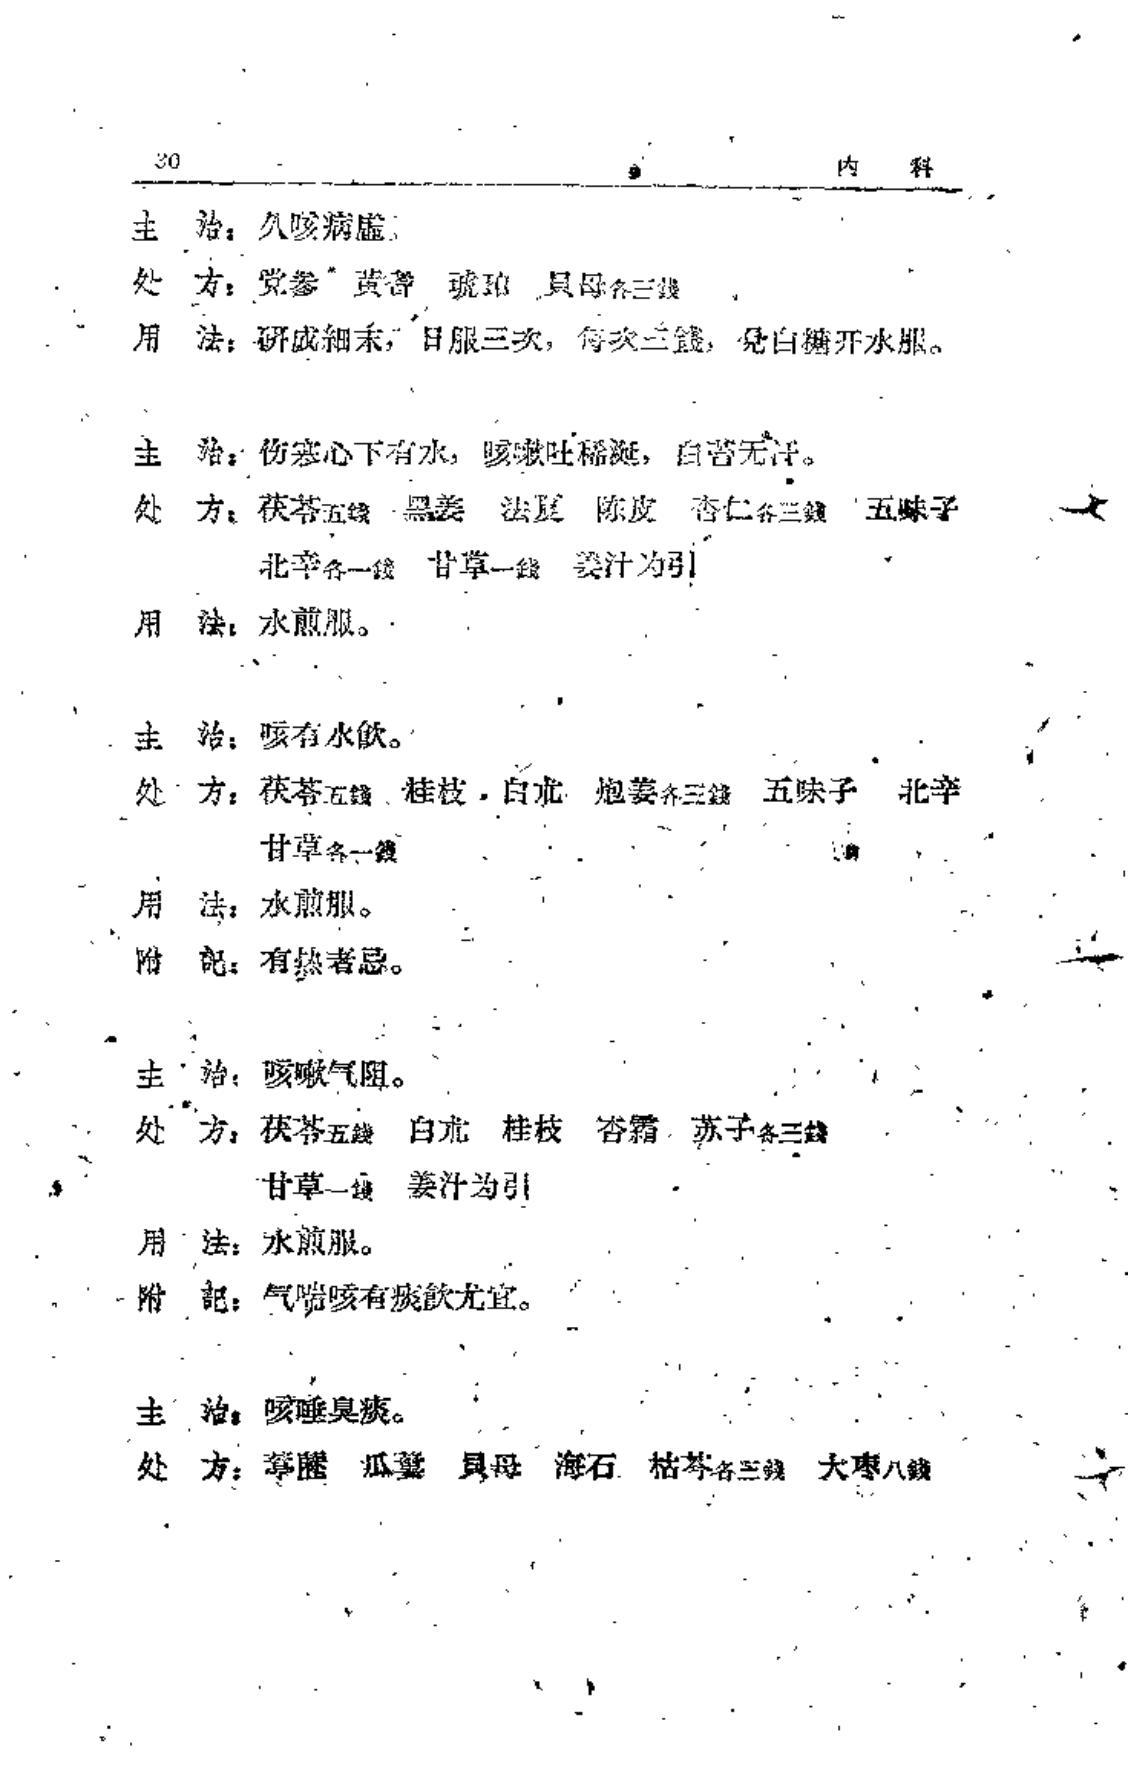 30 内 科
主 治：久咳病虚。
处 方：党参 黄蓍 琥珀 貝母各三錢
用 法：研成細末，日服三次，每次三錢，兑白糖开水服。
主 治：伤寒心下有水，咳嗽吐稀涎，白苔无汗。
处 方：茯苓五錢 黑姜 法夏 陈皮 杏仁各三錢 五味子
北辛各一錢 甘草一錢 姜汁为引
用 法：水煎服。
主 治：咳有水飲。
处 方：茯苓五錢 桂枝 白朮 炮姜各三錢 五味子 北辛
甘草各一錢
用 法：水煎服。
附 記：有热者忌。
主 治：咳嗽气阻。
处 方：茯苓五錢 白朮 桂枝 杏霜 苏子各三錢
甘草一錢 姜汁为引
用 法：水煎服。
附 記：气喘咳有痰飲尤宜。
主 治：咳唾臭痰。
处 方：葶藶 瓜蔞 貝母 海石 枯芩各三錢 大枣八錢